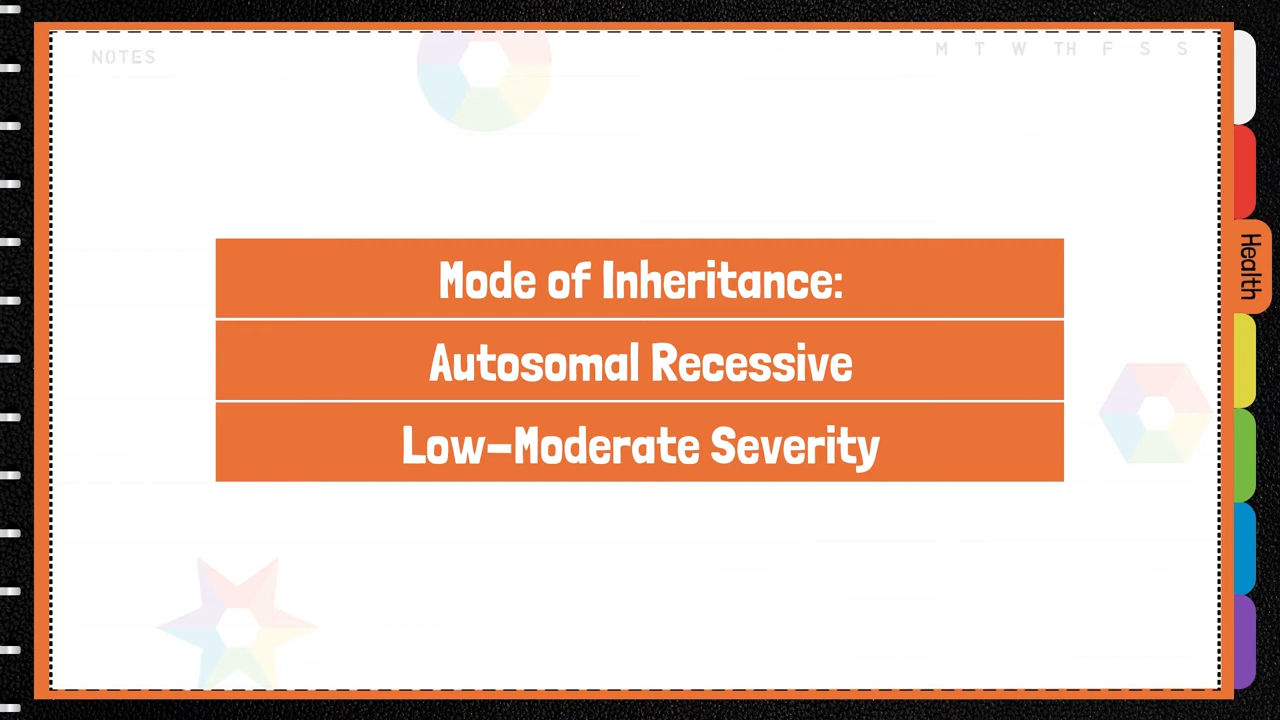 NOTES
M T W TH F S S
Mode of Inheritance:
Autosomal Recessive
Low-Moderate Severity
Health